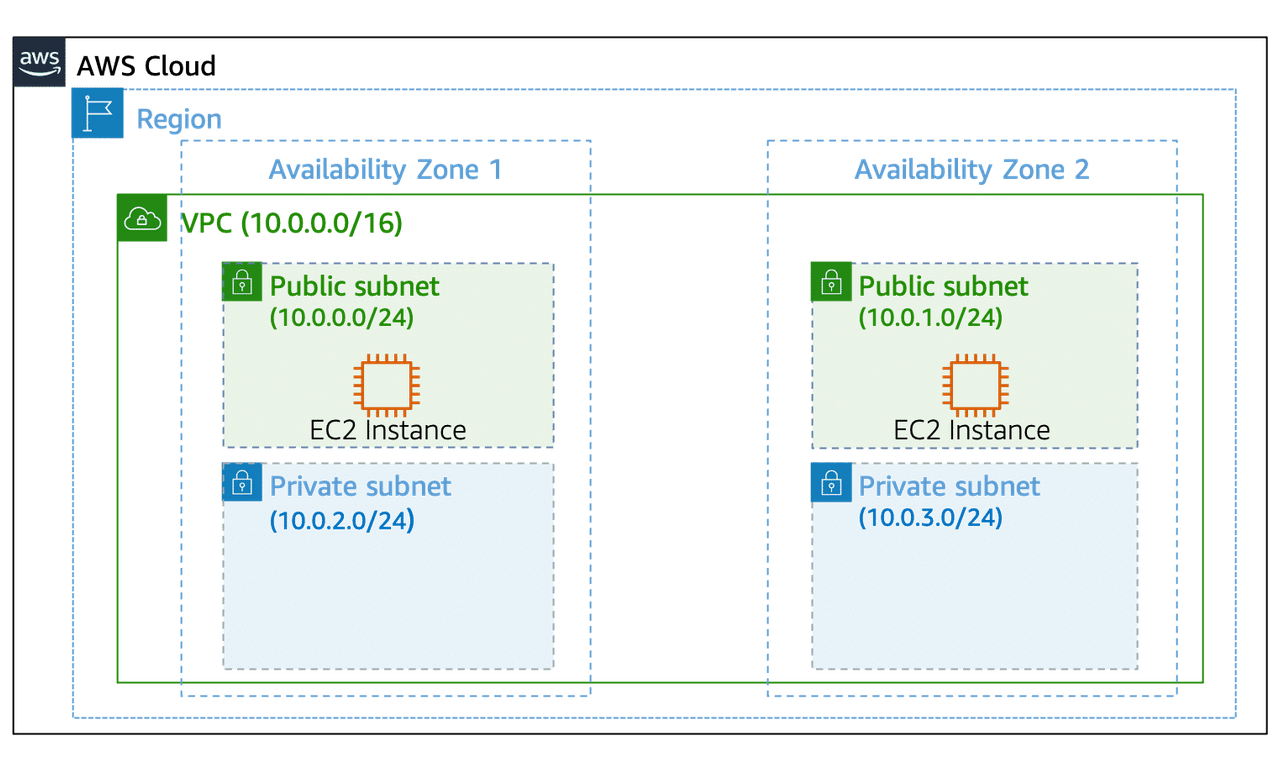 aws
AWS Cloud
Region
Availability Zone 1
Availability Zone 2
VPC (10.0.0.0/16)
Public subnet
(10.0.0.0/24)
EC2 Instance
Public subnet
(10.0.1.0/24)
EC2 Instance
Private subnet
(10.0.2.0/24)
Private subnet
(10.0.3.0/24)